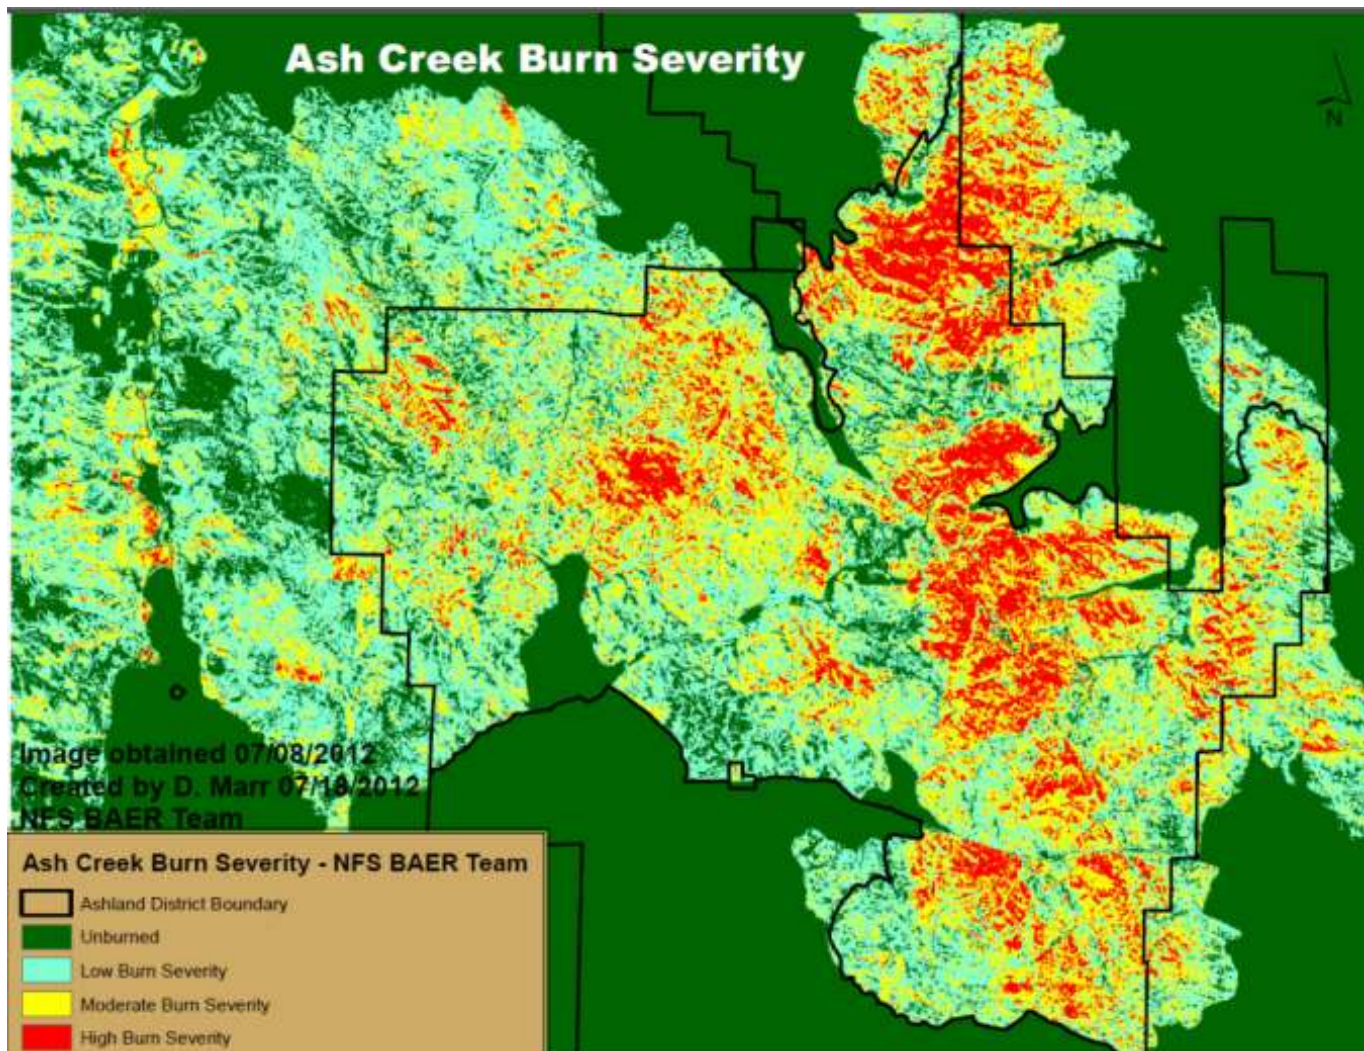 Ash Creek Burn Severity
N
Image obtained 07/08/2012
Created by D. Marr 07/18/2012
NFS BAER Team
Ash Creek Burn Severity - NFS BAER Team
Ashland District Boundary
Unburned
Low Burn Severity
Moderate Burn Severity
High Burn Severity